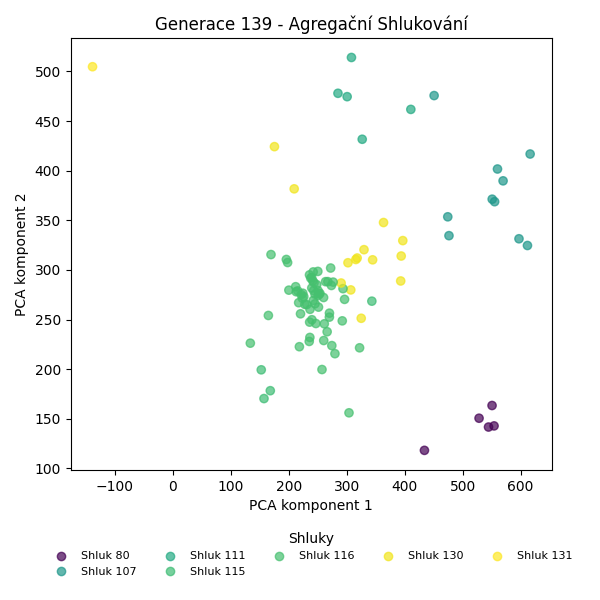 Generace 139 - Agregační Shlukování
PCA komponent 2
500
450
400
350
300
250
200
150
100
−100 0 100 200 300 400 500 600
PCA komponent 1
Shluky
Shluk 80 Shluk 111 Shluk 116 Shluk 130 Shluk 131
Shluk 107 Shluk 115